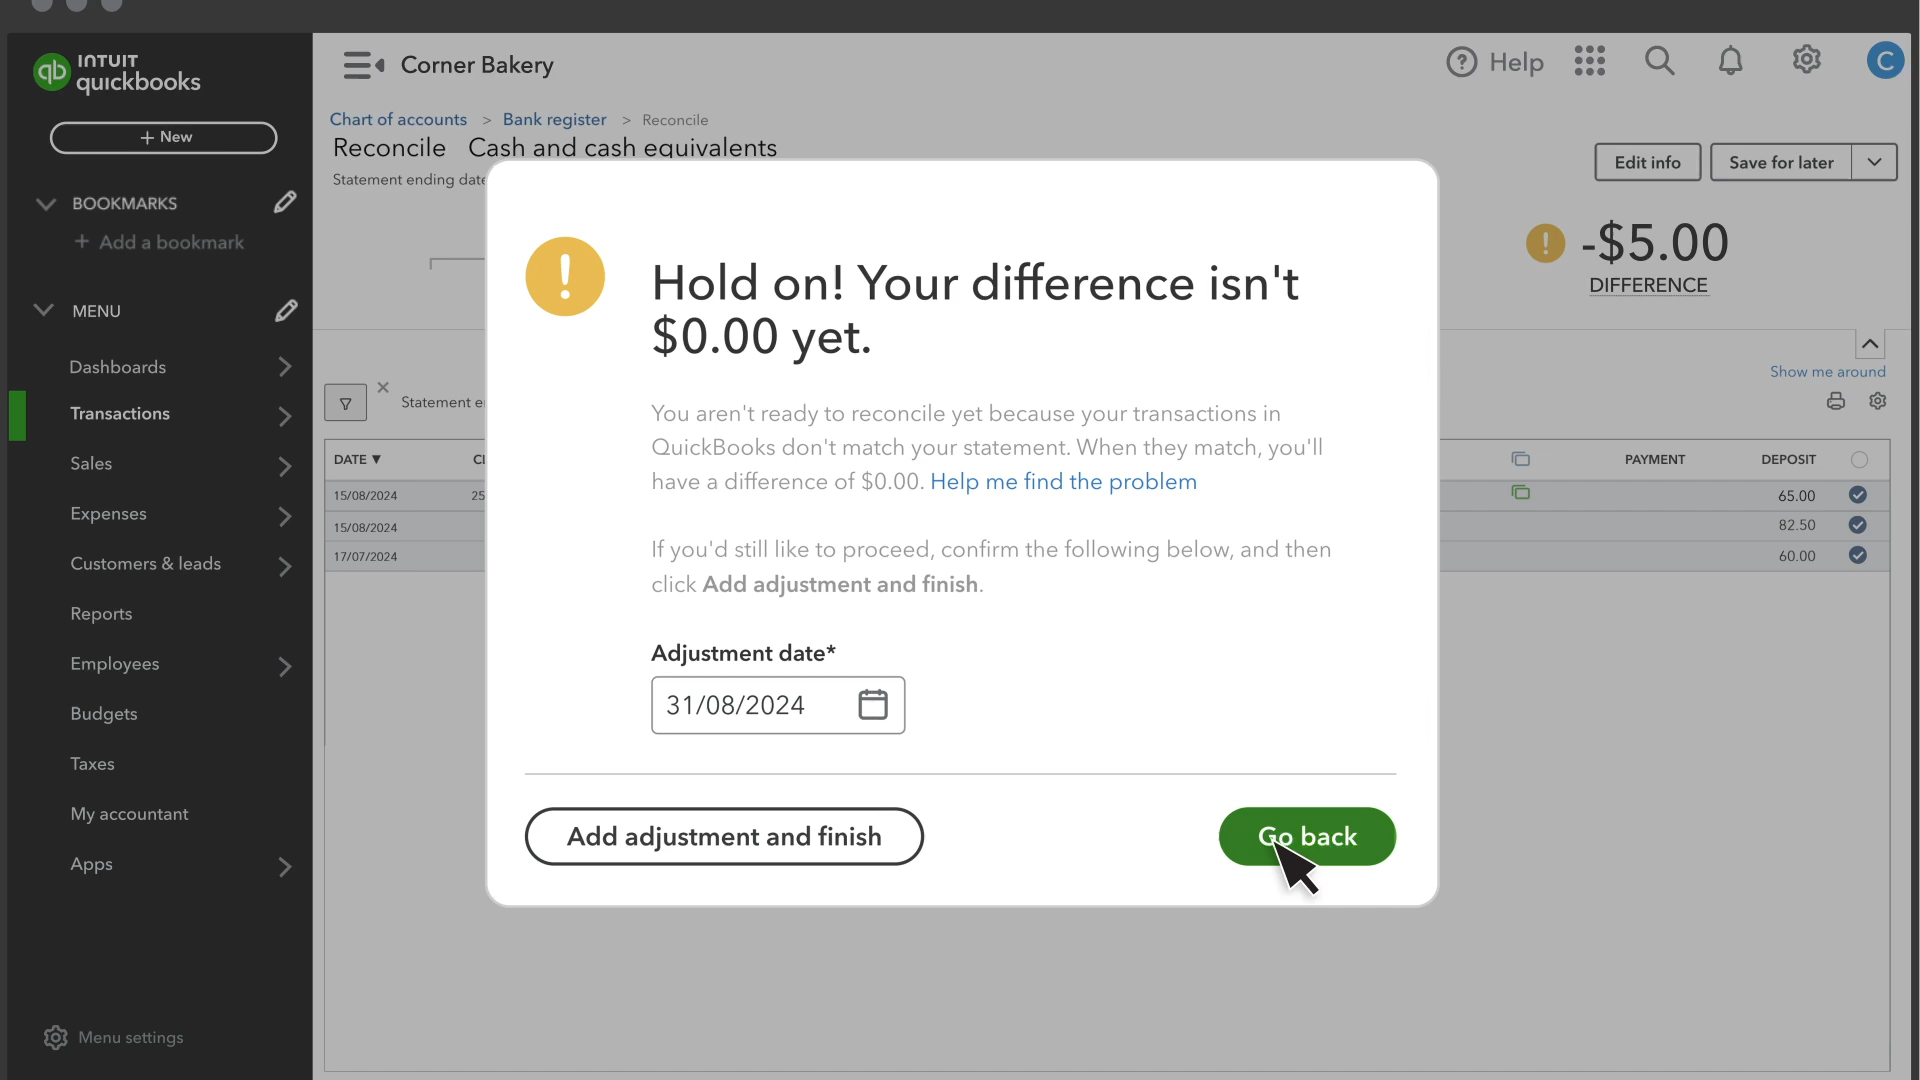 INTUIT
quickbooks
+ New
BOOKMARKS
+ Add a bookmark
MENU
Dashboards
Transactions
Sales
Expenses
Customers & leads
Reports
Employees
Budgets
Taxes
My accountant
Apps
Menu settings
Corner Bakery
? Help
C
Chart of accounts > Bank register > Reconcile
Reconcile Cash and cash equivalents
Statement ending date
Edit info
Save for later
! -$5.00
DIFFERENCE
Show me around
Statement
DATE ▼
PAYMENT DEPOSIT
15/08/2024 25 65.00
15/08/2024 82.50
17/07/2024 60.00
!
Hold on! Your difference isn't
$0.00 yet.
You aren't ready to reconcile yet because your transactions in
QuickBooks don't match your statement. When they match, you'll
have a difference of $0.00. Help me find the problem
If you'd still like to proceed, confirm the following below, and then
click Add adjustment and finish.
Adjustment date*
31/08/2024
Add adjustment and finish
Go back